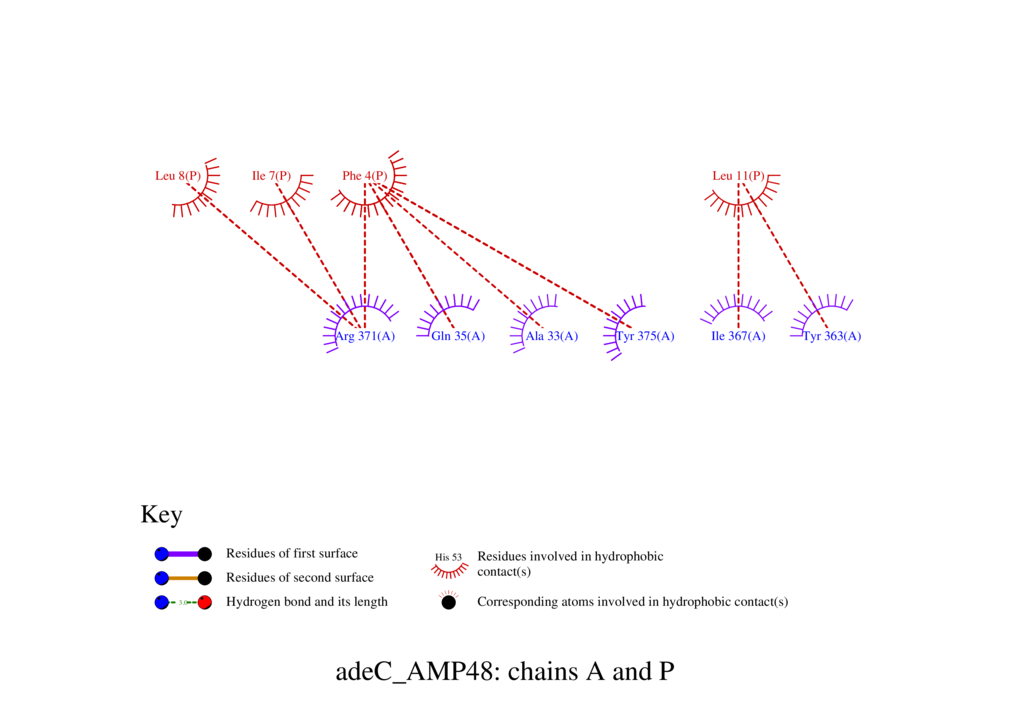 Leu 8(P) Ile 7(P) Phe 4(P) Leu 11(P)
Arg 371(A) Gln 35(A) Ala 33(A) Tyr 375(A) Ile 367(A) Tyr 363(A)
Key
Residues of first surface
Residues of second surface
3.0
Hydrogen bond and its length
His 53
Residues involved in hydrophobic
contact(s)
Corresponding atoms involved in hydrophobic contact(s)
adeC_AMP48: chains A and P